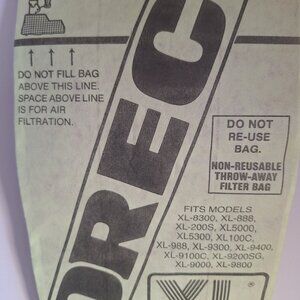 DO NOT FILL BAG
ABOVE THIS LINE.
SPACE ABOVE LINE
IS FOR AIR
FILTRATION.
OREC
DO NOT
RE-USE
BAG.
NON-REUSABLE
THROW-AWAY
FILTER BAG
FITS MODELS
XL-8300, XL-888,
XL-200S, XL5000,
XL5300, XL100C,
XL-988, XL-9300, XL-9400,
XL-9100C, XL-9200SG,
XL-9000, XL-9800
XL